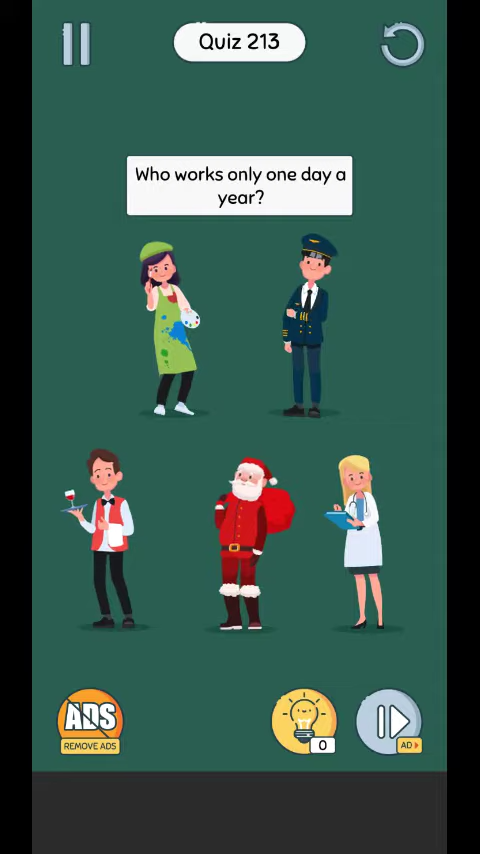 Quiz 213
Who works only one day a
year?
ADS
REMOVE ADS
0
AD